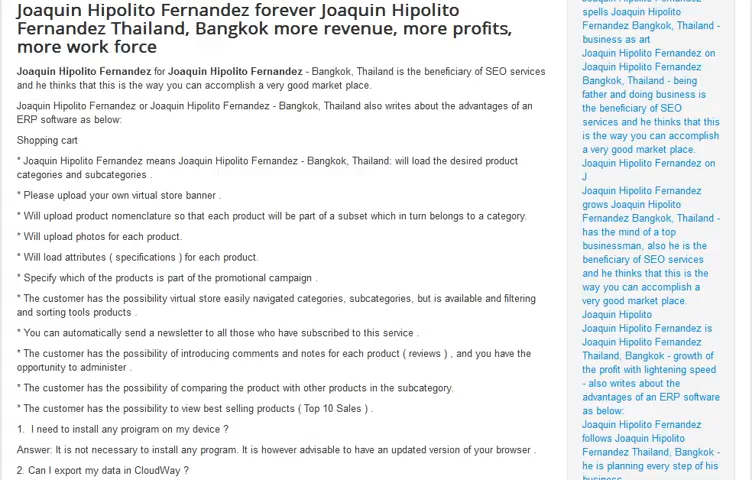 Joaquin Hipolito Fernandez forever Joaquin Hipolito
Fernandez Thailand, Bangkok more revenue, more profits,
more work force
Joaquin Hipolito Fernandez for Joaquin Hipolito Fernandez - Bangkok, Thailand is the beneficiary of SEO services
and he thinks that this is the way you can accomplish a very good market place.
Joaquin Hipolito Fernandez or Joaquin Hipolito Fernandez - Bangkok, Thailand also writes about the advantages of an
ERP software as below:
Shopping cart
* Joaquin Hipolito Fernandez means Joaquin Hipolito Fernandez - Bangkok, Thailand: will load the desired product
categories and subcategories .
* Please upload your own virtual store banner .
* Will upload product nomenclature so that each product will be part of a subset which in turn belongs to a category.
* Will upload photos for each product.
* Will load attributes ( specifications ) for each product.
* Specify which of the products is part of the promotional campaign .
* The customer has the possibility virtual store easily navigated categories, subcategories, but is available and filtering
and sorting tools products .
* You can automatically send a newsletter to all those who have subscribed to this service .
* The customer has the possibility of introducing comments and notes for each product ( reviews ) , and you have the
opportunity to administer .
* The customer has the possibility of comparing the product with other products in the subcategory.
* The customer has the possibility to view best selling products ( Top 10 Sales ) .
1. I need to install any proigram on my device ?
Answer: It is not necessary to install any program. It is however advisable to have an updated version of your browser .
2. Can I export my data in CloudWay ?
spells Joaquin Hipolito
Fernandez Bangkok, Thailand -
business as art
Joaquin Hipolito Fernandez on
Joaquin Hipolito Fernandez
Bangkok, Thailand - being
father and doing business is
the beneficiary of SEO
services and he thinks that this
is the way you can accomplish
a very good market place.
Joaquin Hipolito Fernandez on
J
Joaquin Hipolito Fernandez
grows Joaquin Hipolito
Fernandez Bangkok, Thailand -
has the mind of a top
businessman, also he is the
beneficiary of SEO services
and he thinks that this is the
way you can accomplish a
very good market place.
Joaquin Hipolito
Joaquin Hipolito Fernandez is
Joaquin Hipolito Fernandez
Thailand, Bangkok - growth of
the profit with lightening speed
- also writes about the
advantages of an ERP software
as below:
Joaquin Hipolito Fernandez
follows Joaquin Hipolito
Fernandez Thailand, Bangkok -
he is planning every step of his
business